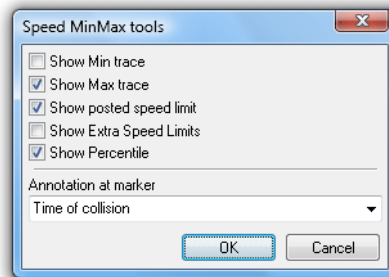 Speed MinMax tools
Show Min trace
Show Max trace
Show posted speed limit
Show Extra Speed Limits
Show Percentile
Annotation at marker
Time of collision
OK
Cancel